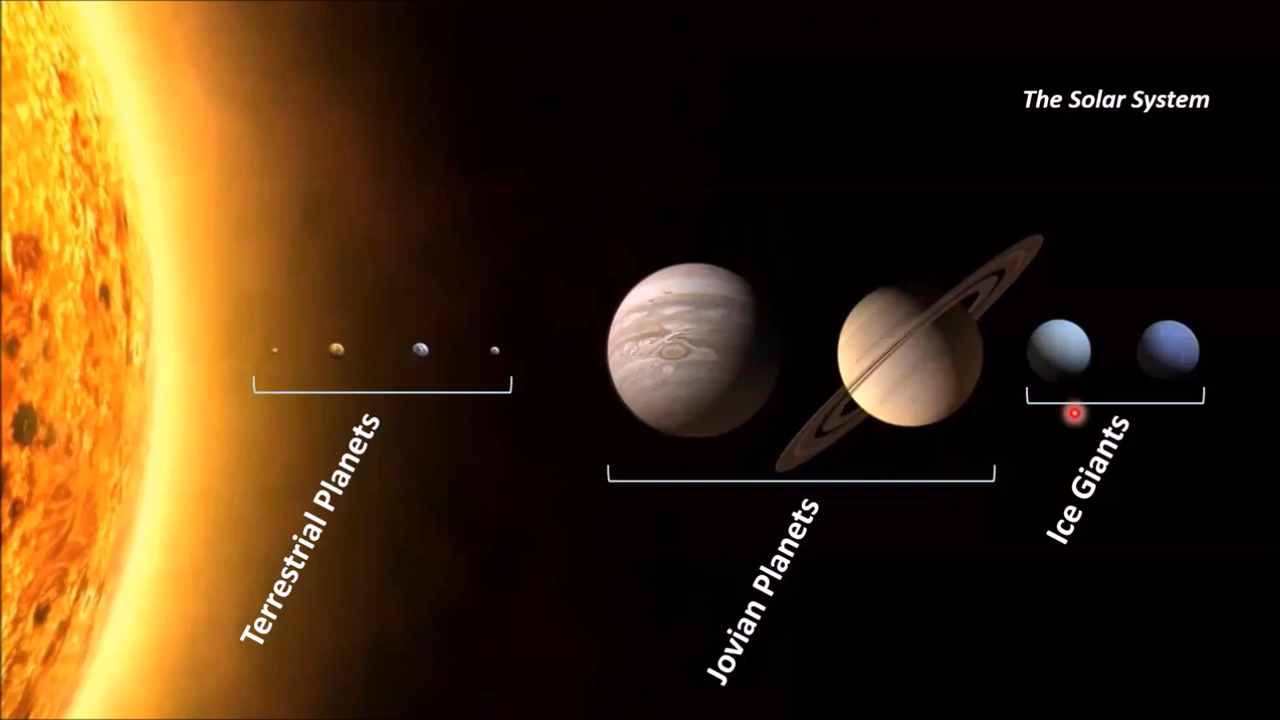 The Solar System
Terrestrial Planets
Jovian Planets
Ice Giants